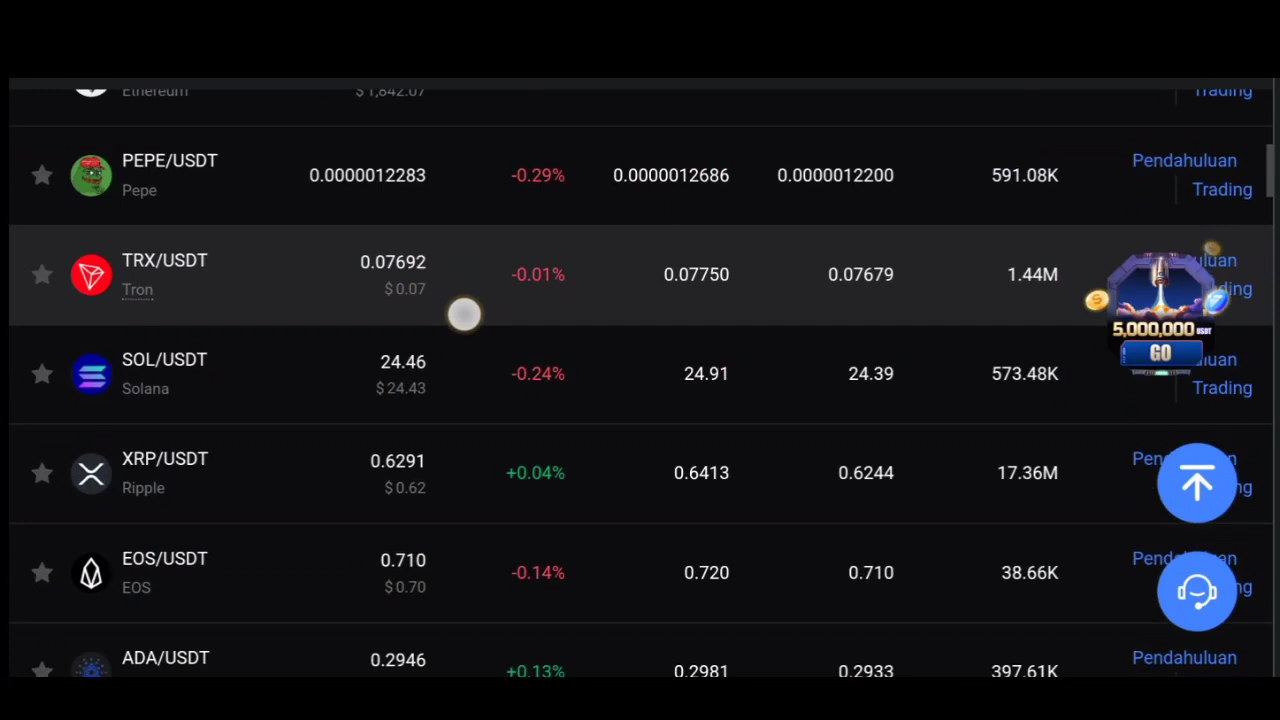 Ethereum $ 1,842.07 Trading
PEPE/USDT 0.0000012283 -0.29% 0.0000012686 0.0000012200 591.08K Pendahuluan
Pepe Trading
TRX/USDT 0.07692 -0.01% 0.07750 0.07679 1.44M
Tron $ 0.07
5,000,000 USDT
GO
SOL/USDT 24.46 -0.24% 24.91 24.39 573.48K
Solana $ 24.43 Trading
XRP/USDT 0.6291 +0.04% 0.6413 0.6244 17.36M
Ripple $ 0.62
EOS/USDT 0.710 -0.14% 0.720 0.710 38.66K
EOS $ 0.70
ADA/USDT 0.2946 +0.13% 0.2981 0.2933 397.61K Pendahuluan